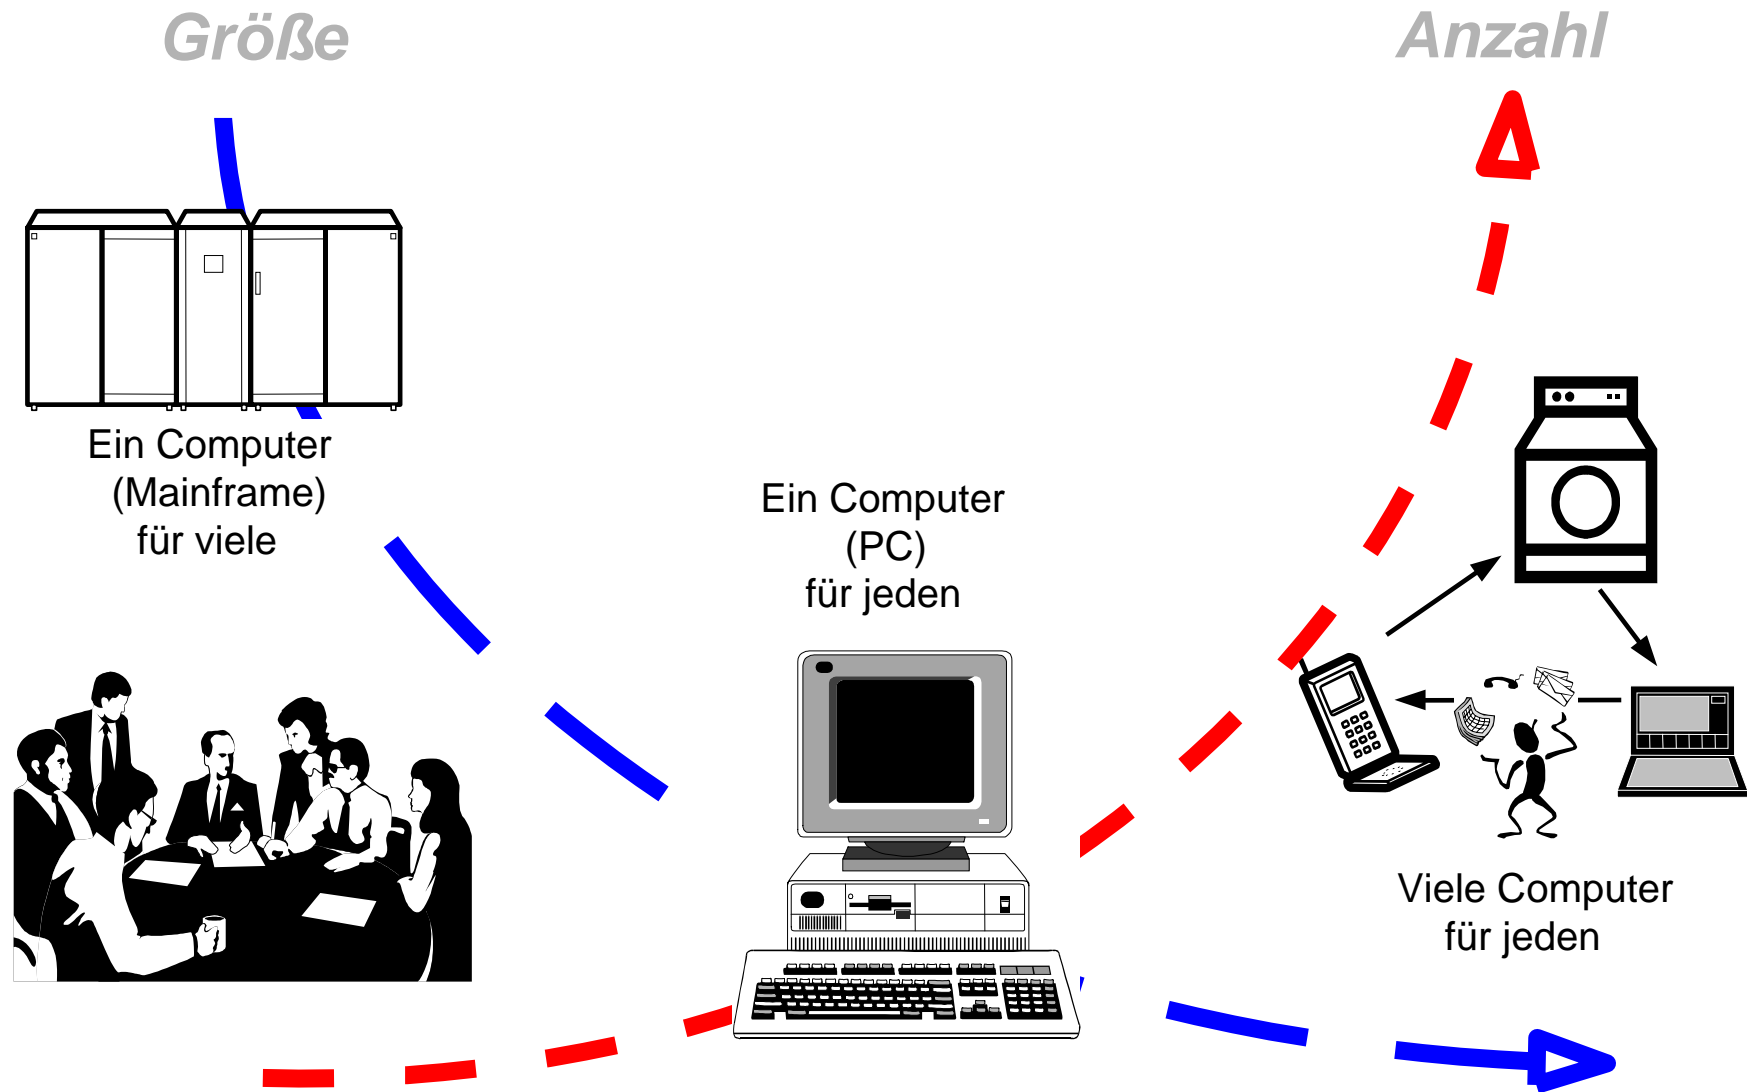 Größe
Anzahl
Ein Computer
(Mainframe)
für viele
Ein Computer
(PC)
für jeden
Viele Computer
für jeden